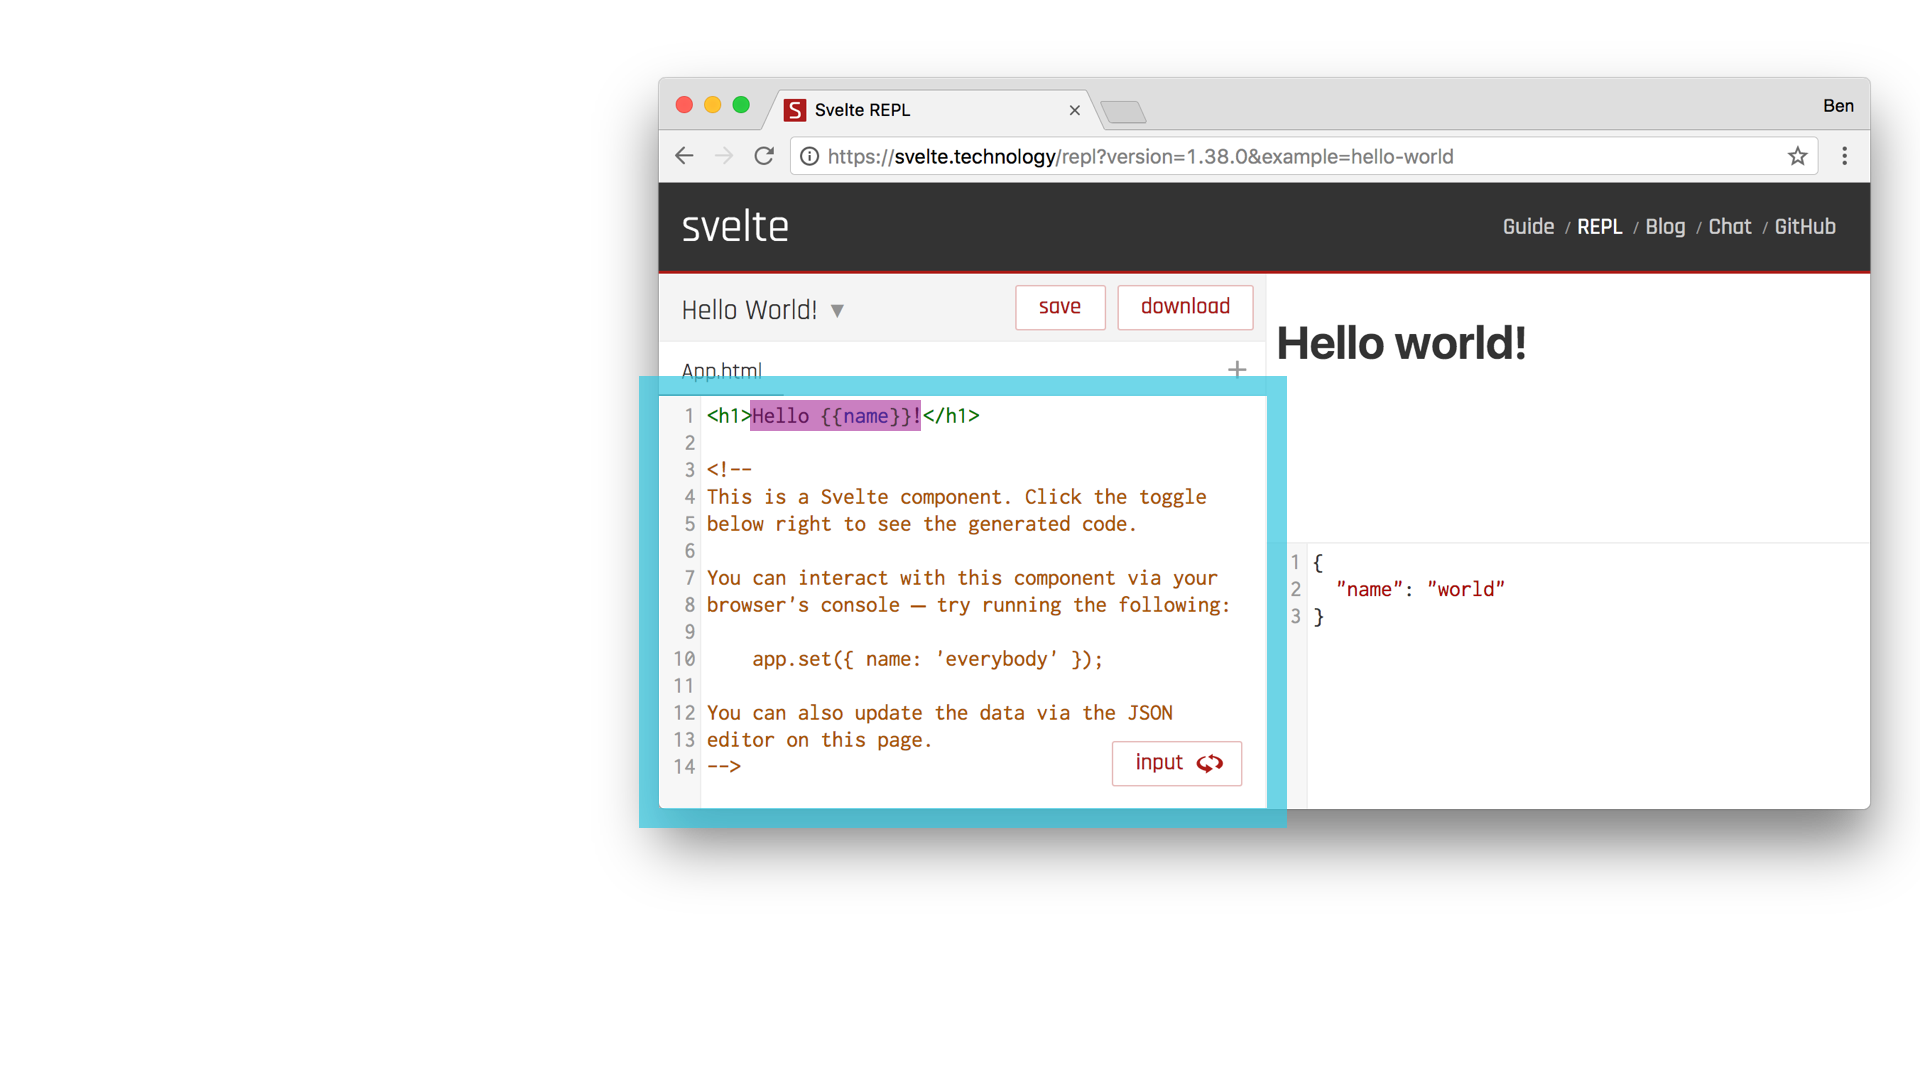 Svelte REPL
Ben
https://svelte.technology/repl?version=1.38.0&example=hello-world
svelte
Guide / REPL / Blog / Chat / GitHub
Hello World! ▼
save
download
App.html
+
1 <h1>Hello {{name}}!</h1>
2
3 <!--
4 This is a Svelte component. Click the toggle
5 below right to see the generated code.
6
7 You can interact with this component via your
8 browser's console — try running the following:
9
10 app.set({ name: 'everybody' });
11
12 You can also update the data via the JSON
13 editor on this page.
14 -->
input
Hello world!
1 {
2 "name": "world"
3 }